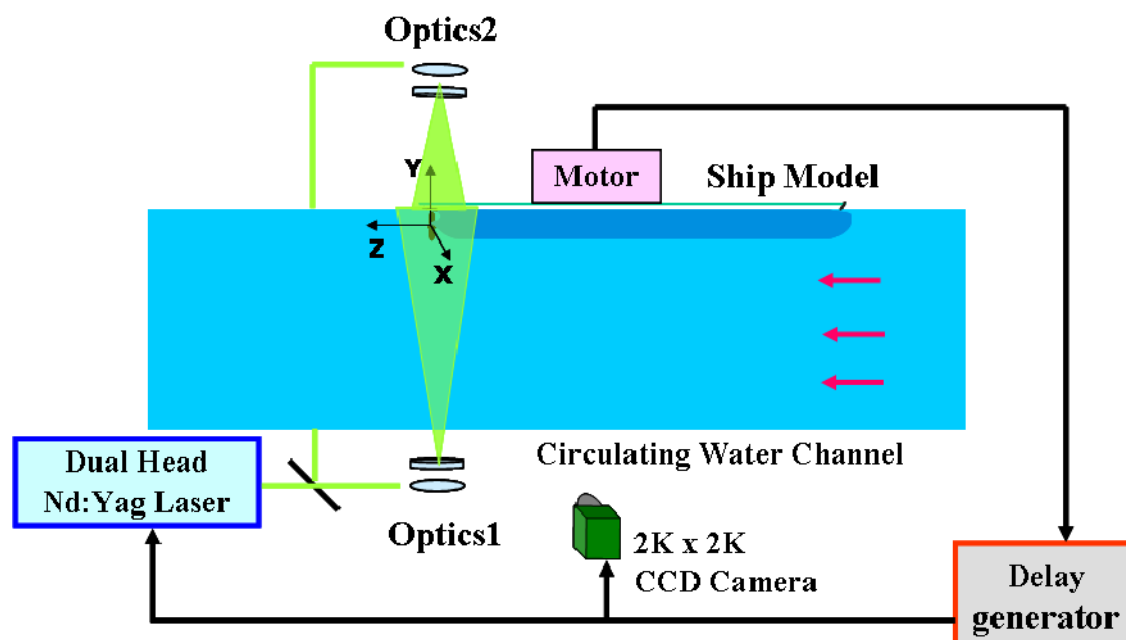 Optics2
Y
Motor
Ship Model
Z
X
Dual Head
Nd:Yag Laser
Circulating Water Channel
Optics1
2K x 2K
CCD Camera
Delay
generator